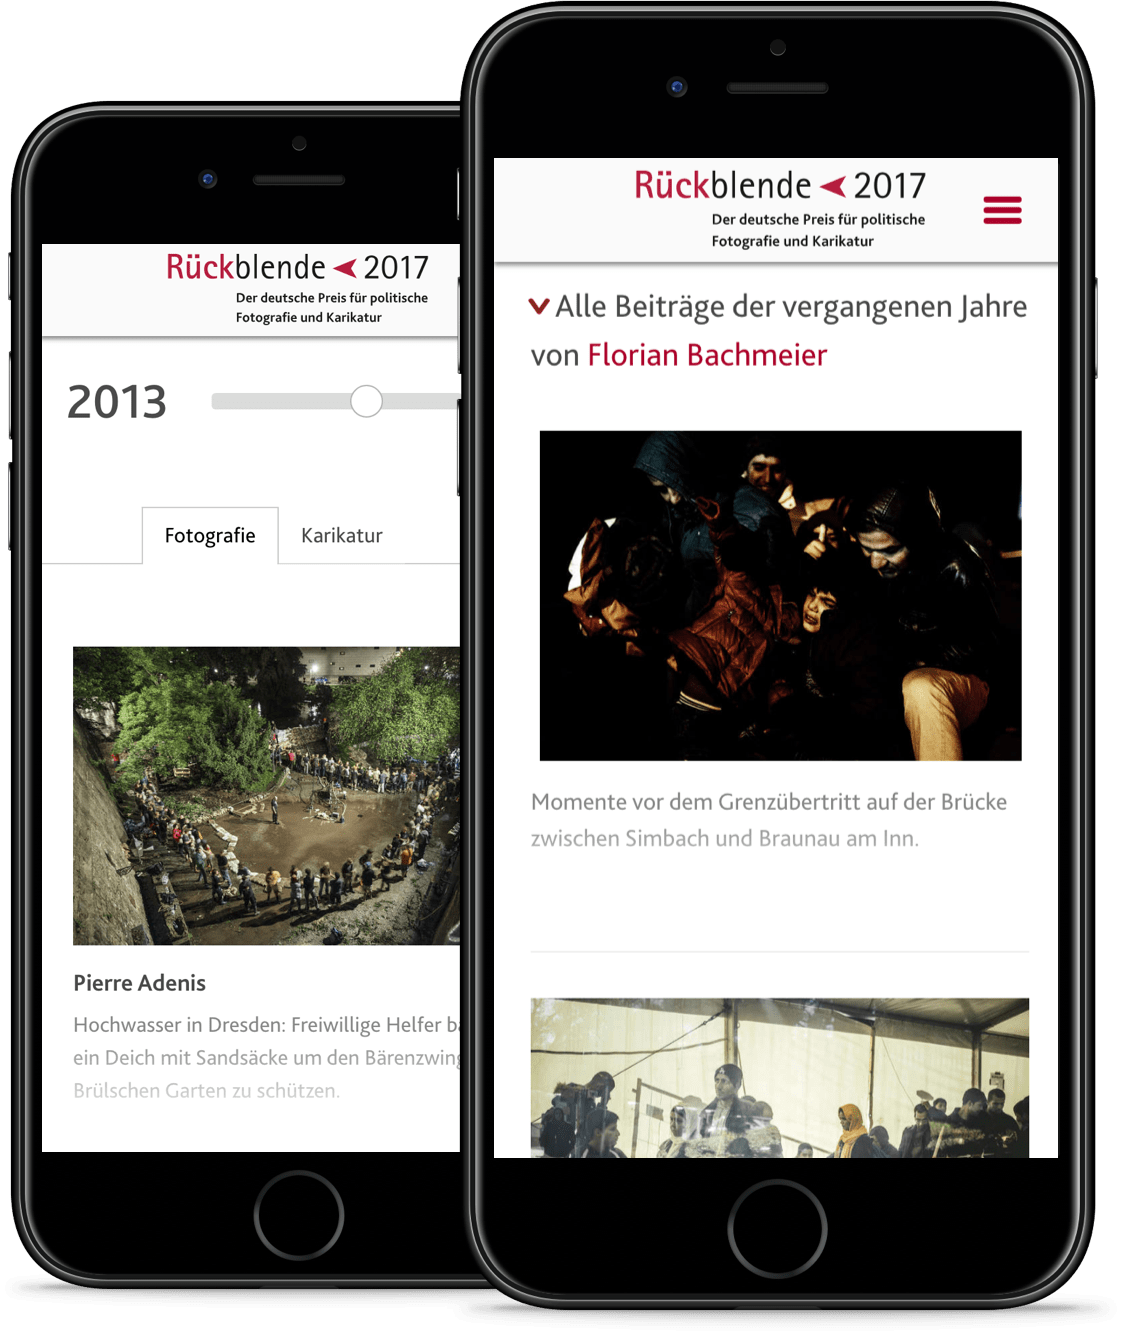 Rückblende 2017
Der deutsche Preis für politische
Fotografie und Karikatur
2013
Fotografie
Karikatur
Pierre Adenis
Hochwasser in Dresden: Freiwillige Helfer
ein Deich mit Sandsäcke um den
Brülschen Garten zu schützen.
Rückblende 2017
Der deutsche Preis für politische
Fotografie und Karikatur
Alle Beiträge der vergangenen Jahre
von Florian Bachmeier
Momente vor dem Grenzübertritt auf der Brücke
zwischen Simbach und Braunau am Inn.